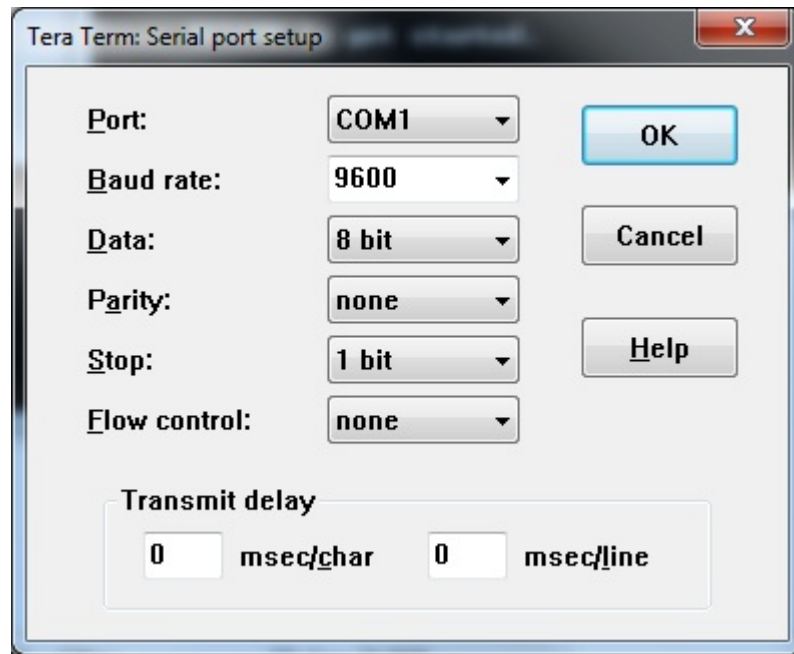 Tera Term: Serial port setup
Port: COM1 OK
Baud rate: 9600
Data: 8 bit Cancel
Parity: none
Stop: 1 bit Help
Flow control: none
Transmit delay
0 msec/char 0 msec/line